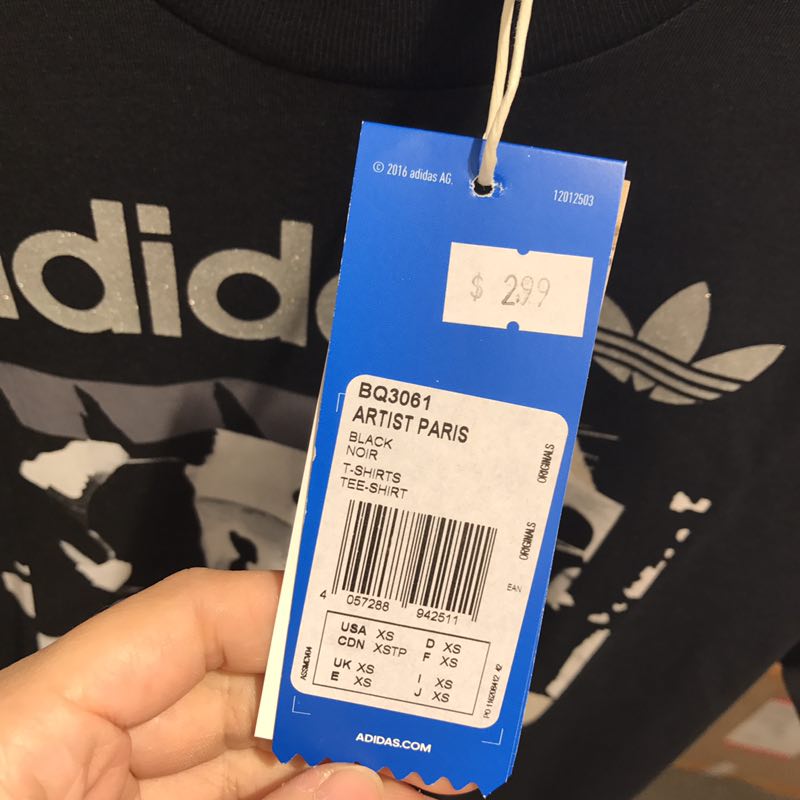 adidas
© 2016 adidas AG.
12012503
$ 2.99
BQ3061
ARTIST PARIS
BLACK
NOIR
T-SHIRTS
TEE-SHIRT
ORIGINALS
ORIGINALS
EAN
4 057288 942511
USA XS D XS
CDN XSTP F XS
UK XS I XS
E XS J XS
ADIDAS.COM